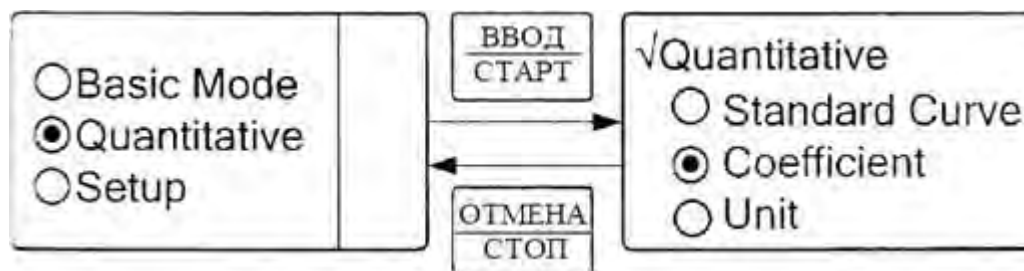 Basic Mode
Quantitative
Setup
ВВОД
СТАРТ
ОТМЕНА
СТОП
√Quantitative
Standard Curve
Coefficient
Unit